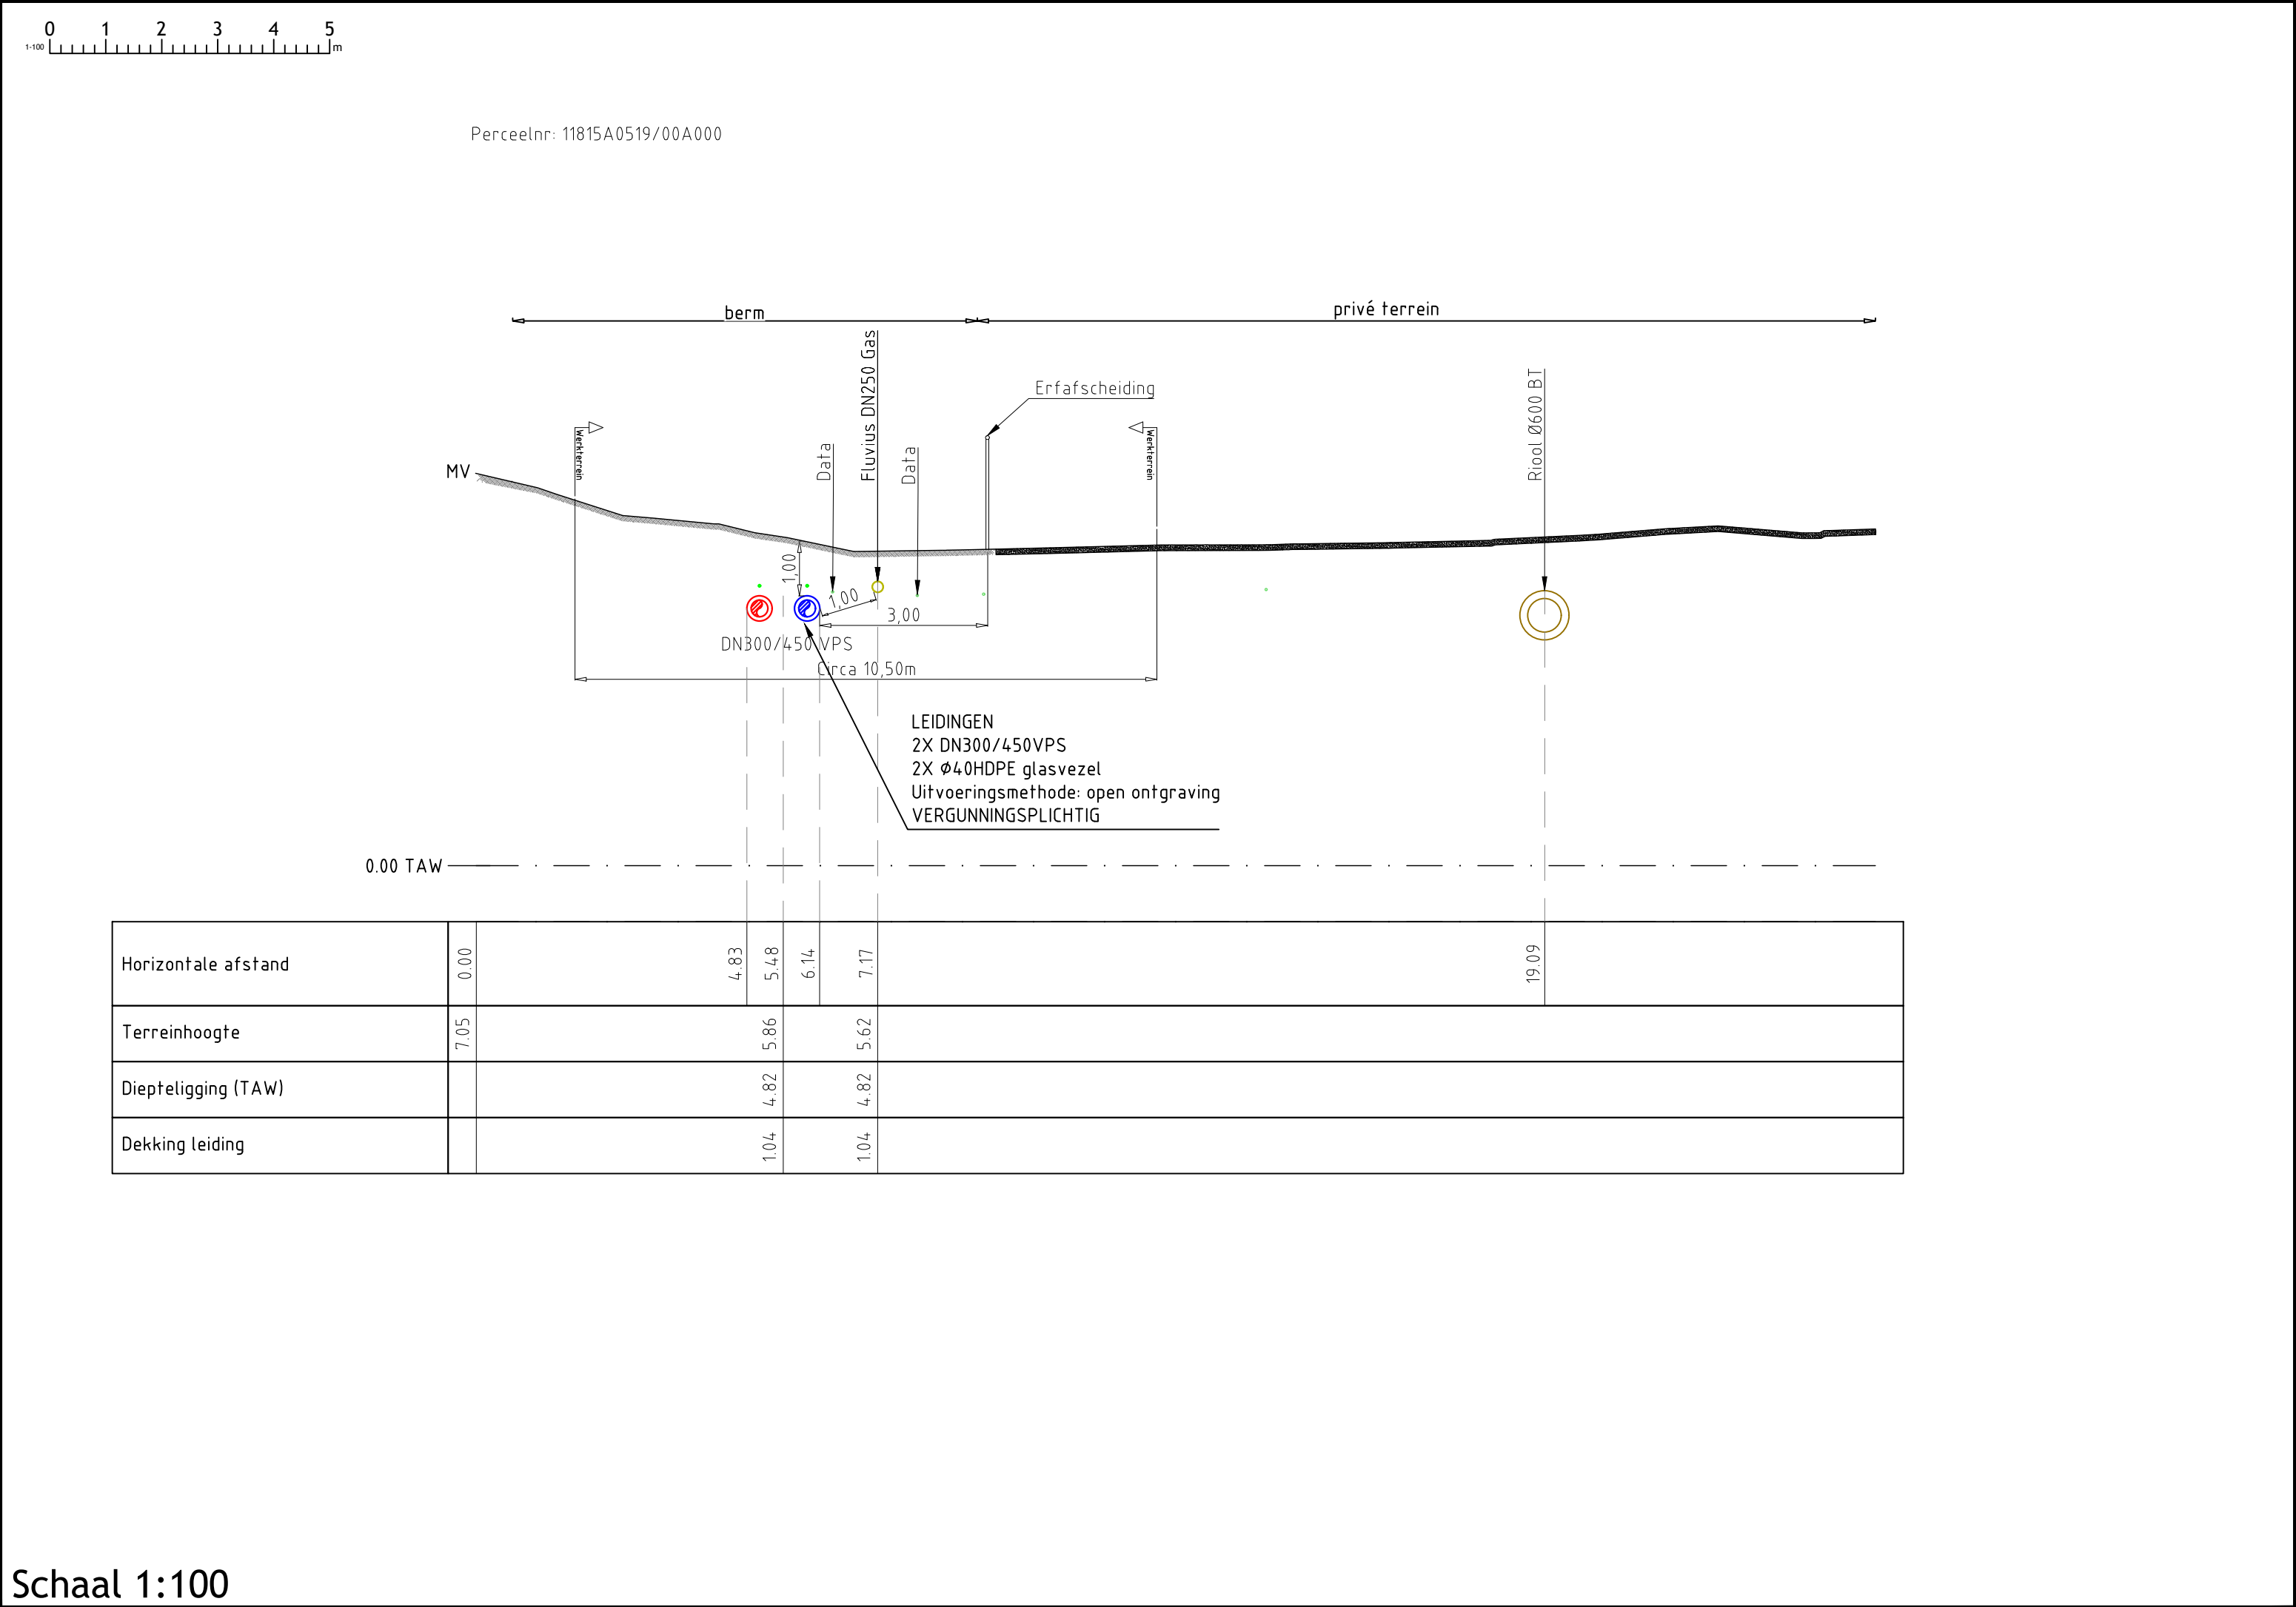 0 1 2 3 4 5
1-100 m
Perceelnr: 11815A0519/00A000
berm
privé terrein
Fluvius DN250 Gas
Riool Ø600 BT
Erfafscheiding
Werkterrein
Werkterrein
Data
Data
MV
1,00
1,00
3,00
DN300/450 VPS
Circa 10,50m
LEIDINGEN
2X DN300/450VPS
2X Ø40HDPE glasvezel
Uitvoeringsmethode: open ontgraving
VERGUNNINGSPLICHTIG
0.00 TAW
Horizontale afstand 0.00 4.83 5.48 6.14 7.17 19.09
Terreinhoogte 7.05 5.86 5.62
Diepteligging (TAW) 4.82 4.82
Dekking leiding 1.04 1.04
Schaal 1:100